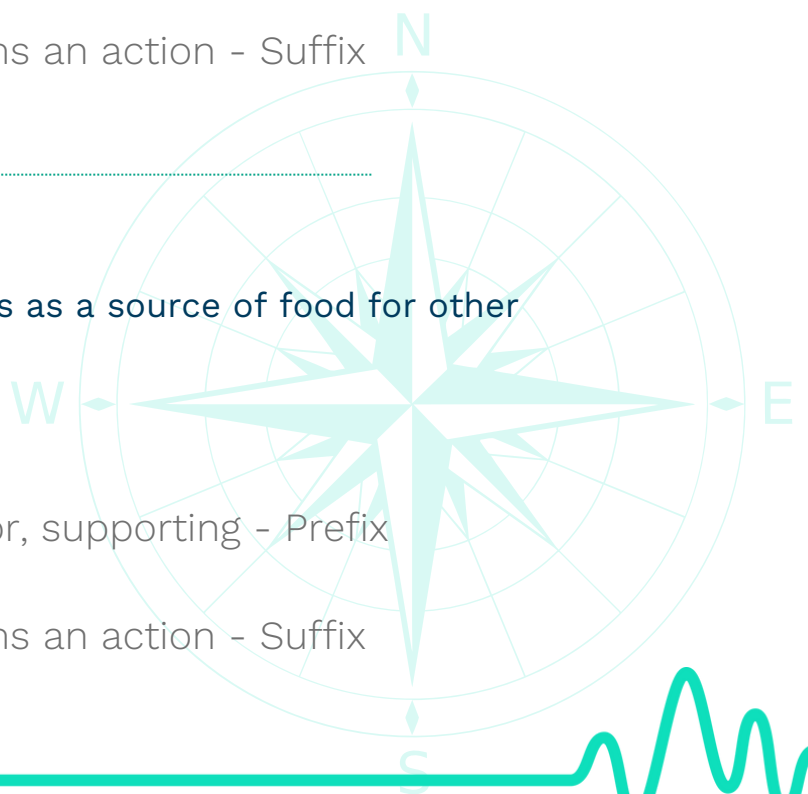 N
ns an action - Suffix
s as a source of food for other
W
E
or, supporting - Prefix
ns an action - Suffix
S